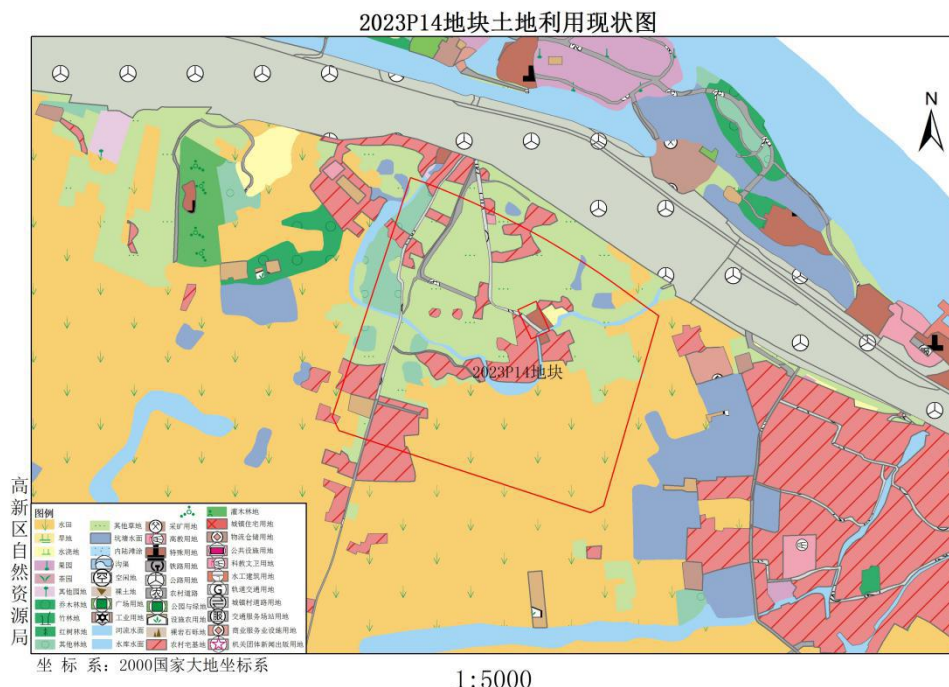 2023P14地块土地利用现状图
N
2023P14地块
高新区自然资源局
图例
水田
旱地
水浇地
果园
茶园
其他园地
乔木林地
竹林地
红树林地
其他林地
其他草地
坑塘水面
内陆滩涂
沟渠
空闲地
裸土地
广场用地
工业用地
河流水面
水库水面
采矿用地
高教用地
特殊用地
铁路用地
公路用地
农村道路
公园与绿地
设施农用地
裸岩石砾地
农村宅基地
灌木林地
城镇住宅用地
物流仓储用地
公共设施用地
科教文卫用地
水工建筑用地
轨道交通用地
城镇村道路用地
交通服务场站用地
商业服务业设施用地
机关团体新闻出版用地
坐 标 系：2000国家大地坐标系
1:5000